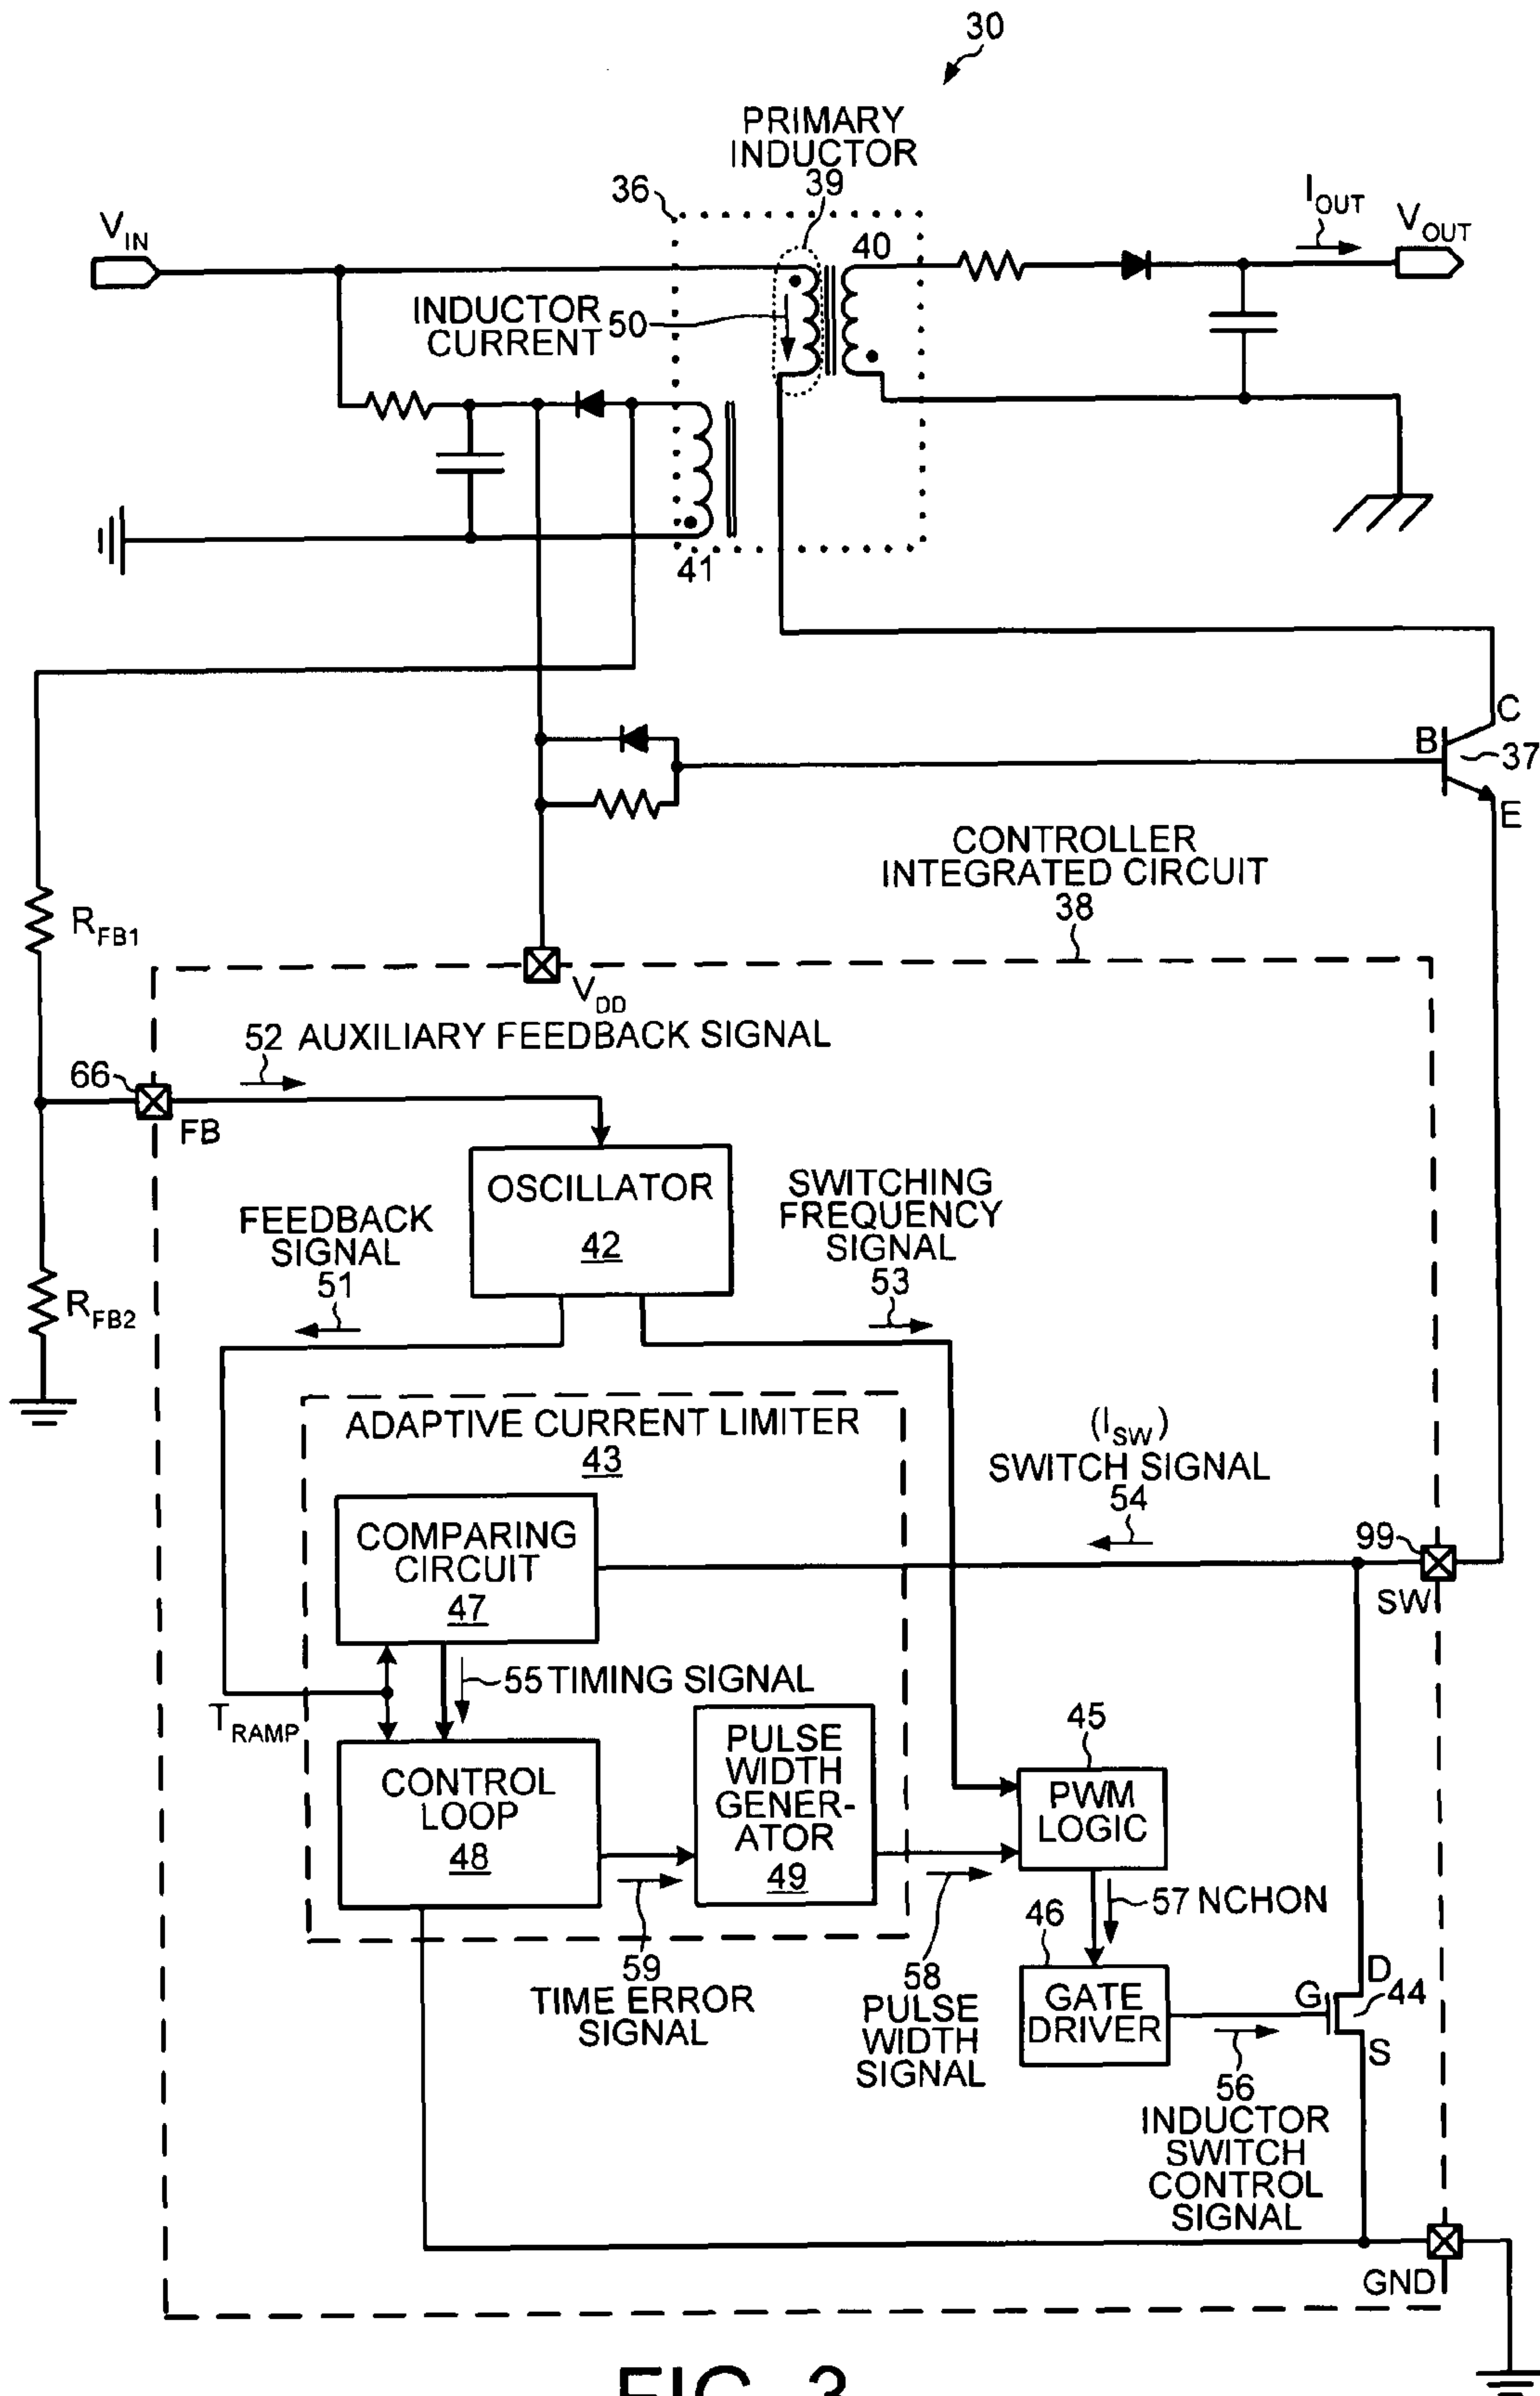 30
PRIMARY
INDUCTOR
39
36
V_IN
40
I_OUT
V_OUT
INDUCTOR
CURRENT
50
41
C
B
37
E
CONTROLLER
INTEGRATED CIRCUIT
38
R_FB1
V_DD
52 AUXILIARY FEEDBACK SIGNAL
66
FB
OSCILLATOR
42
FEEDBACK
SIGNAL
51
SWITCHING
FREQUENCY
SIGNAL
53
R_FB2
ADAPTIVE CURRENT LIMITER
43
(I_SW)
SWITCH SIGNAL
54
COMPARING
CIRCUIT
47
99
SW
55 TIMING SIGNAL
T_RAMP
CONTROL
LOOP
48
PULSE
WIDTH
GENER-
ATOR
49
45
PWM
LOGIC
57 NCHON
46
GATE
DRIVER
59
TIME ERROR
SIGNAL
58
PULSE
WIDTH
SIGNAL
D
G
44
S
56
INDUCTOR
SWITCH
CONTROL
SIGNAL
GND
FIG. 3